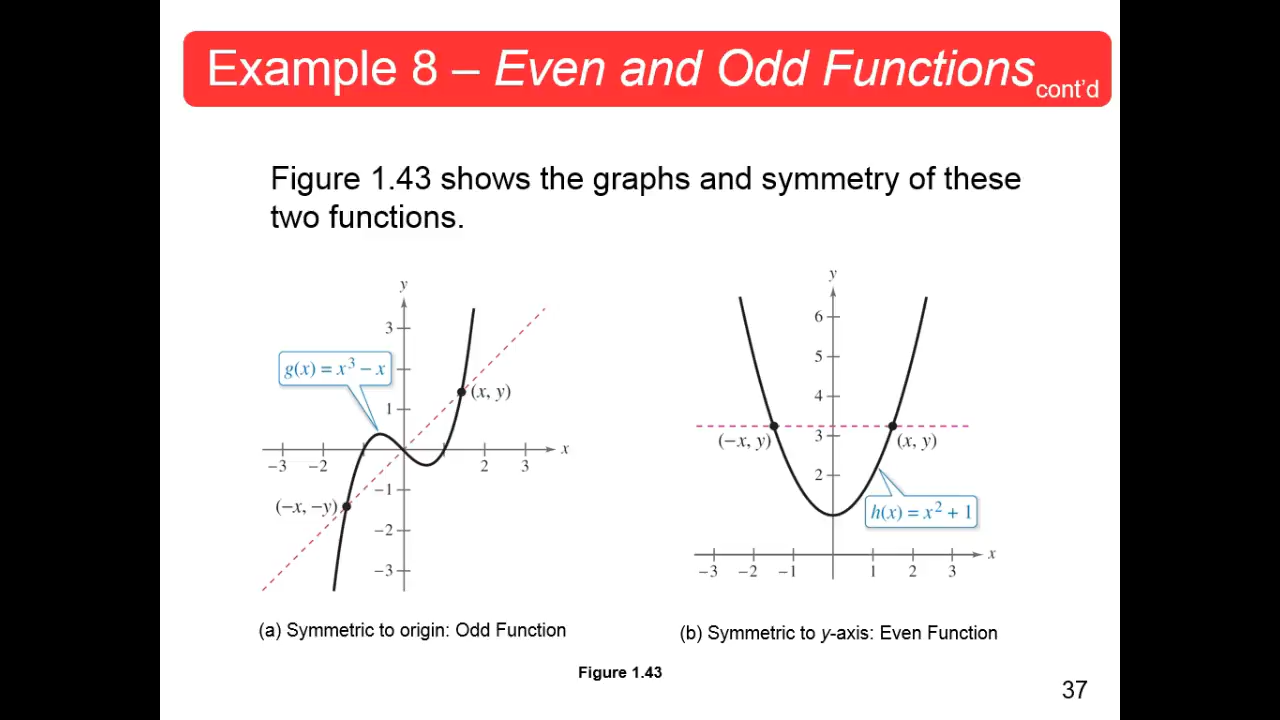 Example 8 – Even and Odd Functions cont'd
Figure 1.43 shows the graphs and symmetry of these
two functions.
y
3
g(x) = x³ − x
(x, y)
1
x
−3 −2 2 3
−1
(−x, −y)
−2
−3
(a) Symmetric to origin: Odd Function
y
6
5
4
3
(−x, y) (x, y)
2
h(x) = x² + 1
x
−3 −2 −1 1 2 3
(b) Symmetric to y-axis: Even Function
Figure 1.43
37